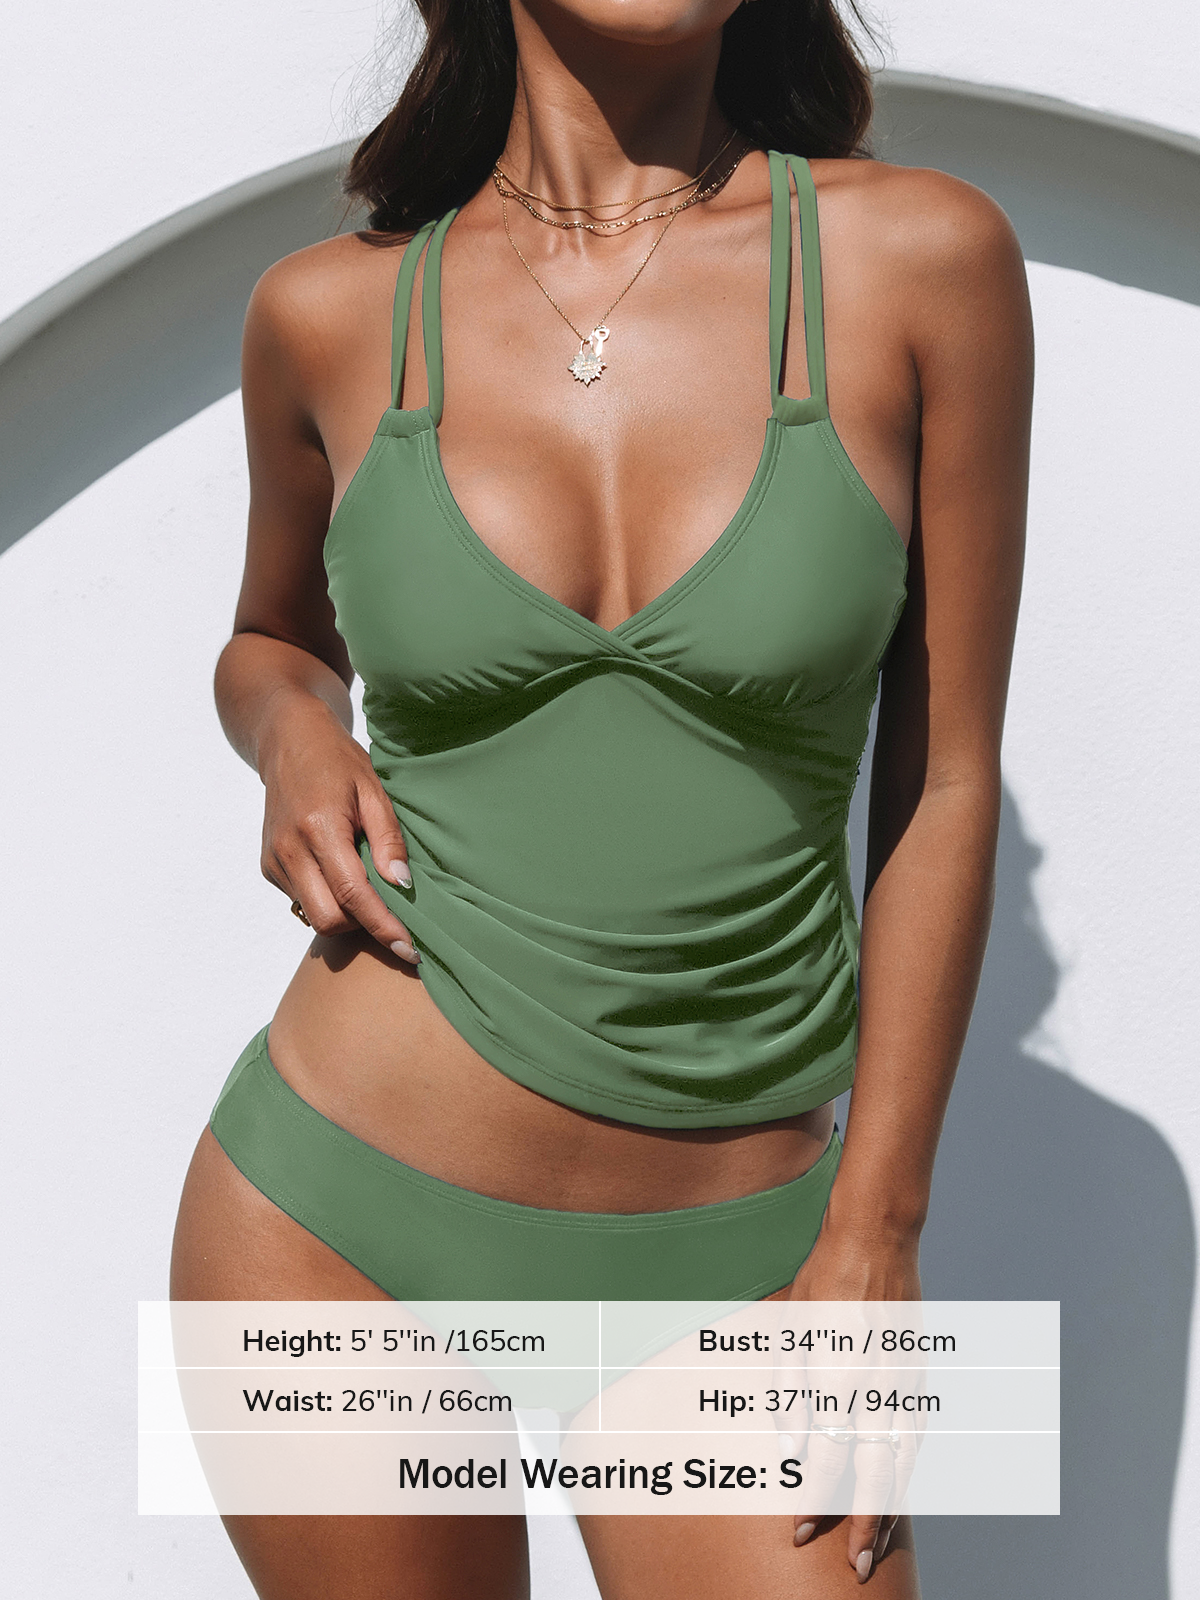 Height: 5' 5''in /165cm
Bust: 34''in / 86cm
Waist: 26''in / 66cm
Hip: 37''in / 94cm
Model Wearing Size: S